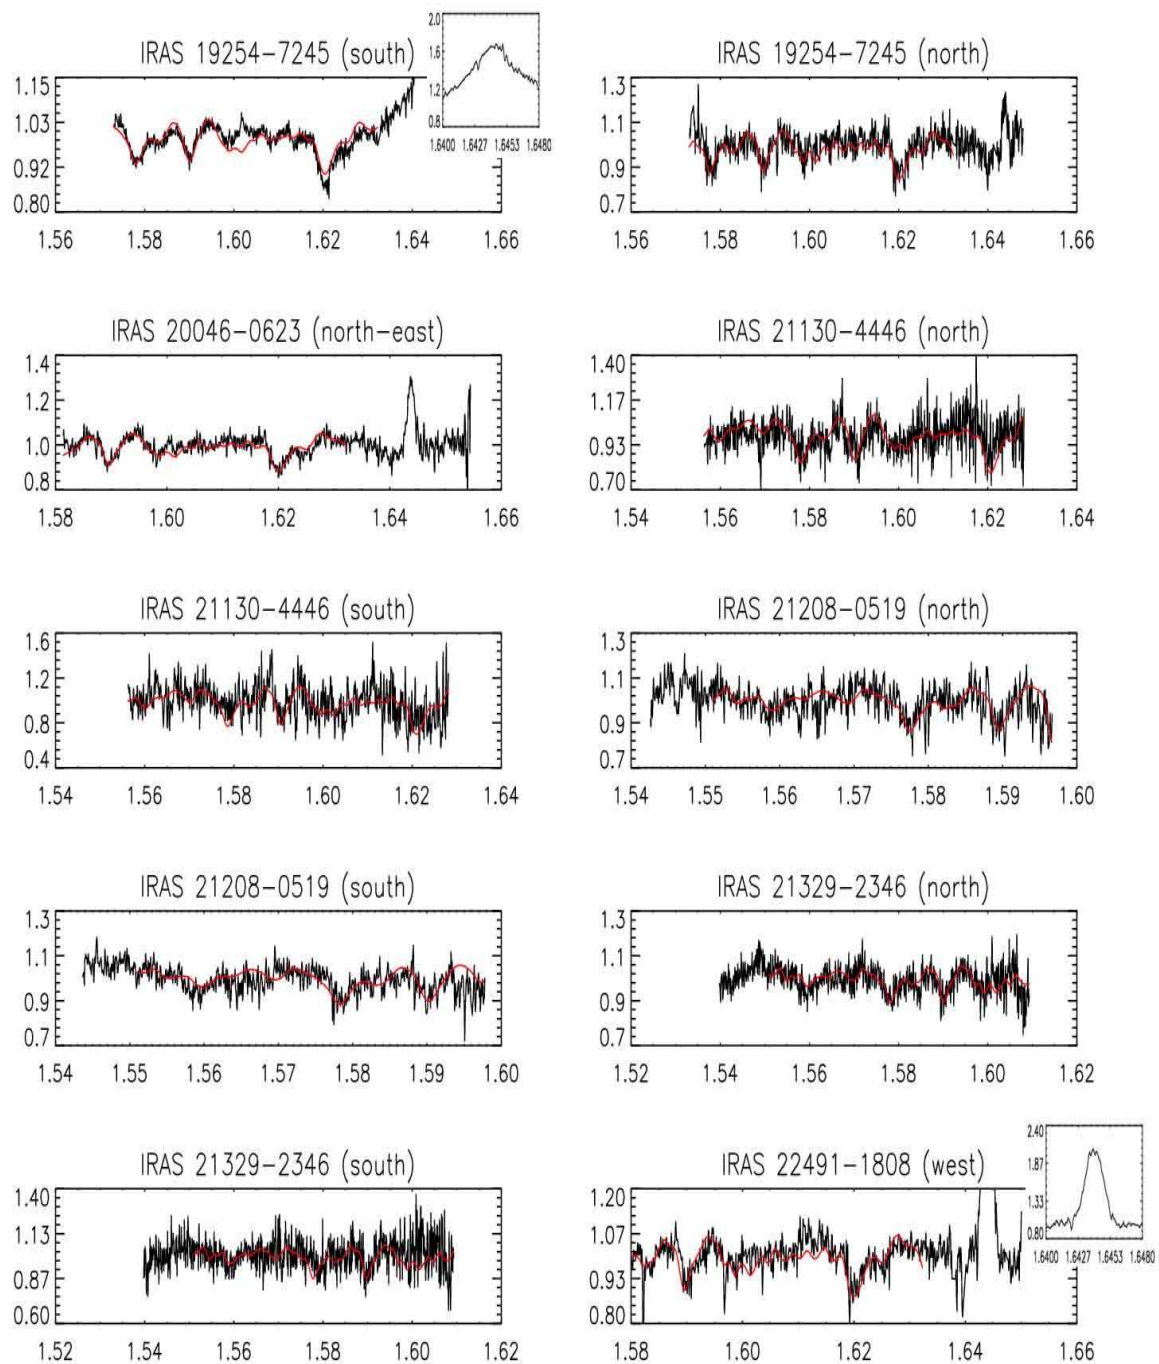 IRAS 19254-7245 (south)
1.15
1.03
0.92
0.80
1.56 1.58 1.60 1.62 1.64 1.66
2.0
1.6
1.2
0.8
1.6400 1.6427 1.6453 1.6480
IRAS 19254-7245 (north)
1.3
1.1
0.9
0.7
1.56 1.58 1.60 1.62 1.64 1.66
IRAS 20046-0623 (north-east)
1.4
1.2
1.0
0.8
1.58 1.60 1.62 1.64 1.66
IRAS 21130-4446 (north)
1.40
1.17
0.93
0.70
1.54 1.56 1.58 1.60 1.62 1.64
IRAS 21130-4446 (south)
1.6
1.2
0.8
0.4
1.54 1.56 1.58 1.60 1.62 1.64
IRAS 21208-0519 (north)
1.3
1.1
0.9
0.7
1.54 1.55 1.56 1.57 1.58 1.59 1.60
IRAS 21208-0519 (south)
1.3
1.1
0.9
0.7
1.54 1.55 1.56 1.57 1.58 1.59 1.60
IRAS 21329-2346 (north)
1.3
1.1
0.9
0.7
1.52 1.54 1.56 1.58 1.60 1.62
IRAS 21329-2346 (south)
1.40
1.13
0.87
0.60
1.52 1.54 1.56 1.58 1.60 1.62
IRAS 22491-1808 (west)
1.20
1.07
0.93
0.80
1.58 1.60 1.62 1.64 1.66
2.40
1.87
1.33
0.80
1.6400 1.6427 1.6453 1.6480